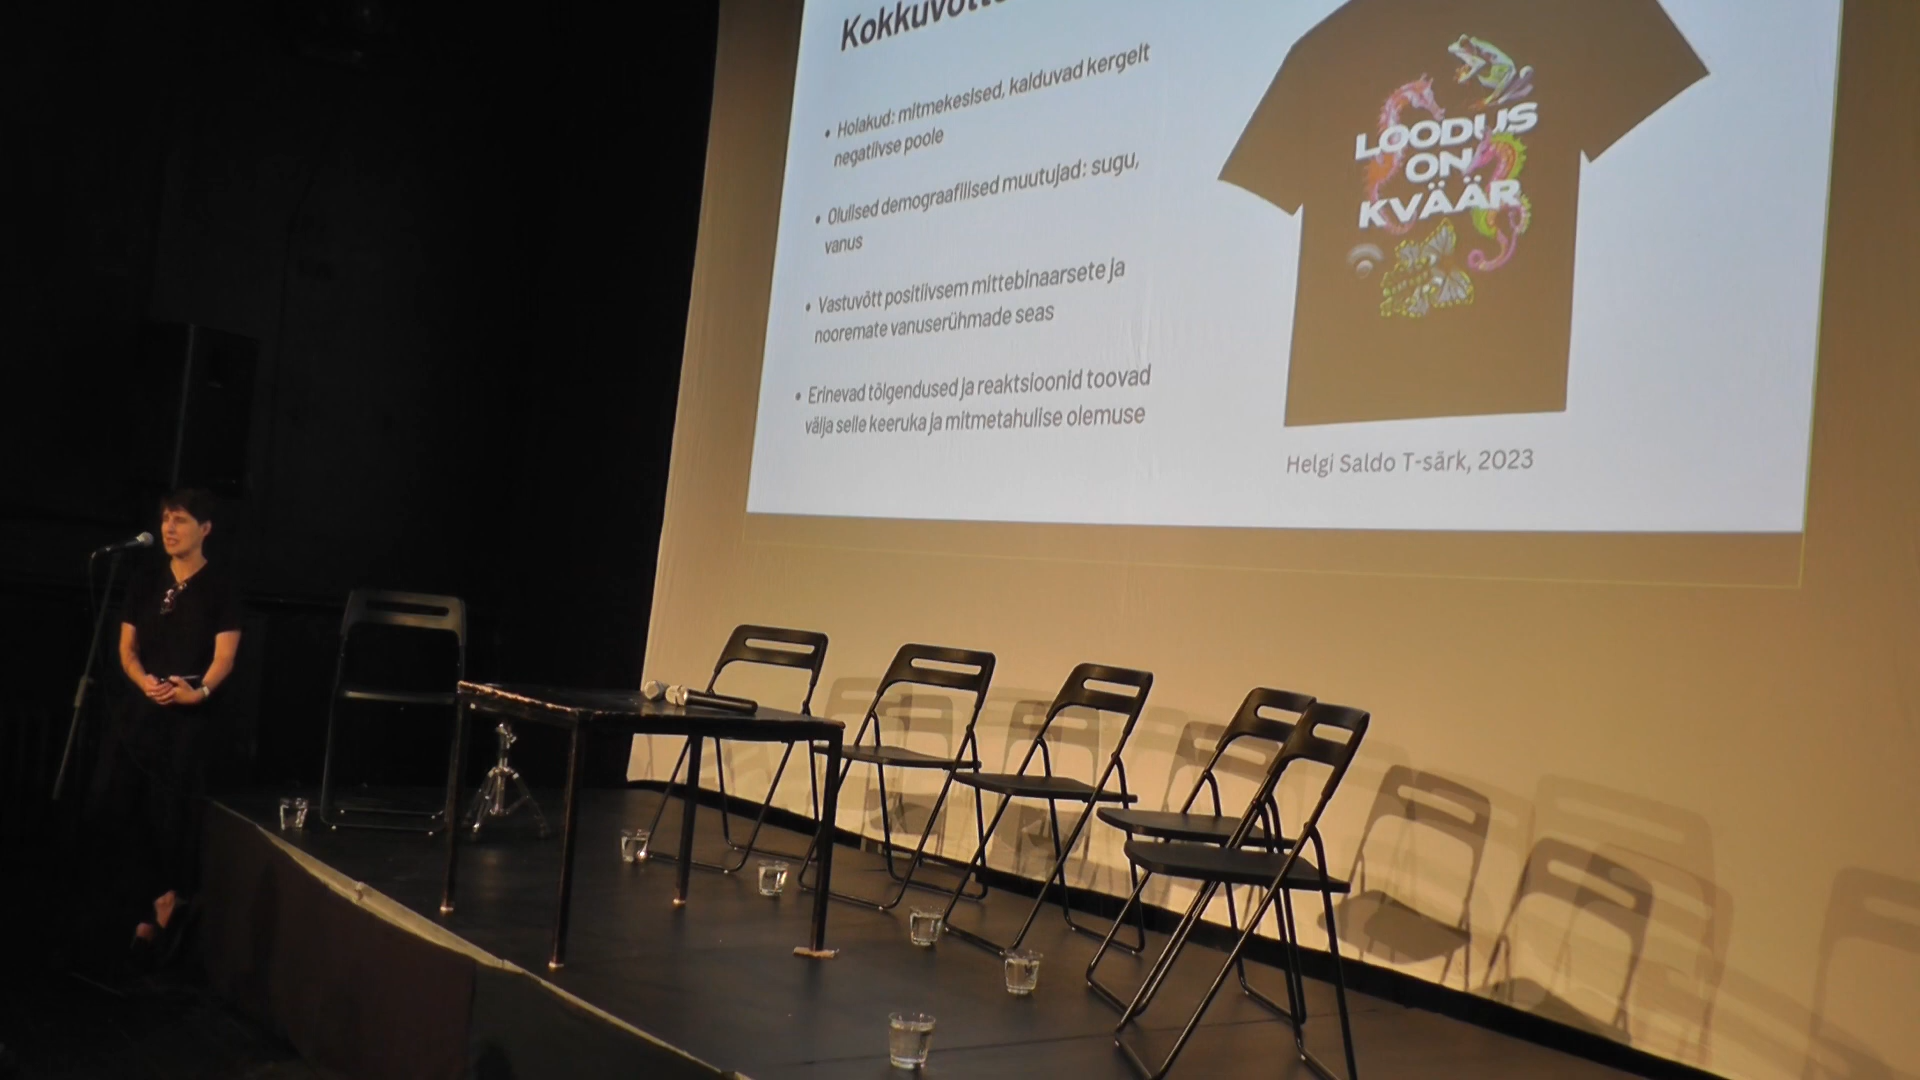 Kokkuvõtte
• Hoiakud: mitmekesised, kalduvad kergelt
negatiivse poole
• Olulised demograafilised muutujad: sugu,
vanus
• Vastuvõtt positiivsem mittebinaarsete ja
nooremate vanuserühmade seas
• Erinevad tõlgendused ja reaktsioonid toovad
välja selle keeruka ja mitmetahulise olemuse
LOODUS
ON
KVÄÄR
Helgi Saldo T-särk, 2023